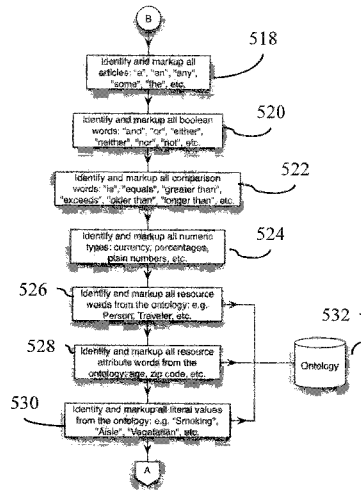 B
Identify and markup all
articles: "a", "an", "any",
"some", "the", etc.
518
Identify and markup all boolean
words: "and", "or", "either",
"neither", "nor", "not", etc.
520
Identify and markup all comparison
words: "is", "equals", "greater than",
"exceeds", "older than", "longer than", etc.
522
Identify and markup all numeric
types: currency, percentages,
plain numbers, etc.
524
526
Identify and markup all resource
words from the ontology: e.g.
Person, Traveler, etc.
528
Identify and markup all resource
attribute words from the
ontology: age, zip code, etc.
532
Ontology
530
Identify and markup all literal values
from the ontology: e.g. "Smoking",
"Aisle", "Vegetarian", etc.
A